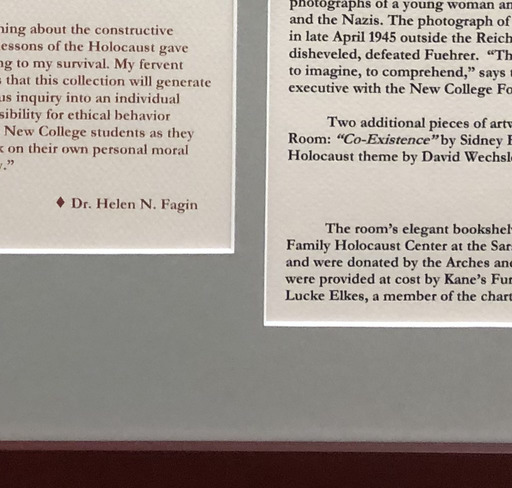 about the constructive
essons of the Holocaust gave
to my survival. My fervent
that this collection will generate
us inquiry into an individual
sibility for ethical behavior
New College students as they
on their own personal moral
♦ Dr. Helen N. Fagin
photographs of a young woman an
and the Nazis. The photograph of
in late April 1945 outside the Reich
disheveled, defeated Fuehrer. “Th
to imagine, to comprehend,” says
executive with the New College Fo
Two additional pieces of artw
Room: “Co-Existence” by Sidney
Holocaust theme by David Wechsl
The room’s elegant bookshel
Family Holocaust Center at the Sar
and were donated by the Arches an
were provided at cost by Kane’s Fur
Lucke Elkes, a member of the chart